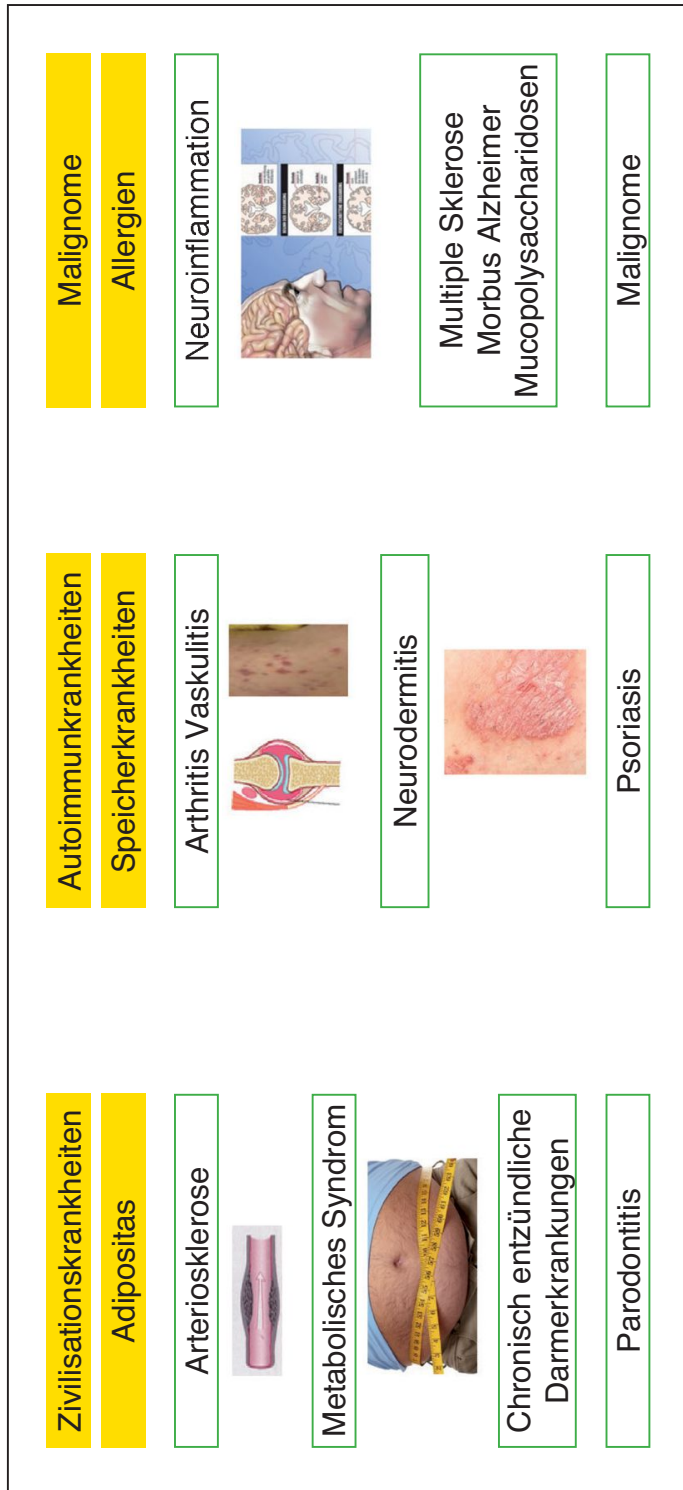 Zivilisationskrankheiten
Adipositas
Arteriosklerose
Metabolisches Syndrom
Chronisch entzündliche
Darmerkrankungen
Parodontitis
Autoimmunkrankheiten
Speicherkrankheiten
Arthritis Vaskulitis
Neurodermitis
Psoriasis
Malignome
Allergien
Neuroinflammation
Multiple Sklerose
Morbus Alzheimer
Mucopolysaccharidosen
Malignome